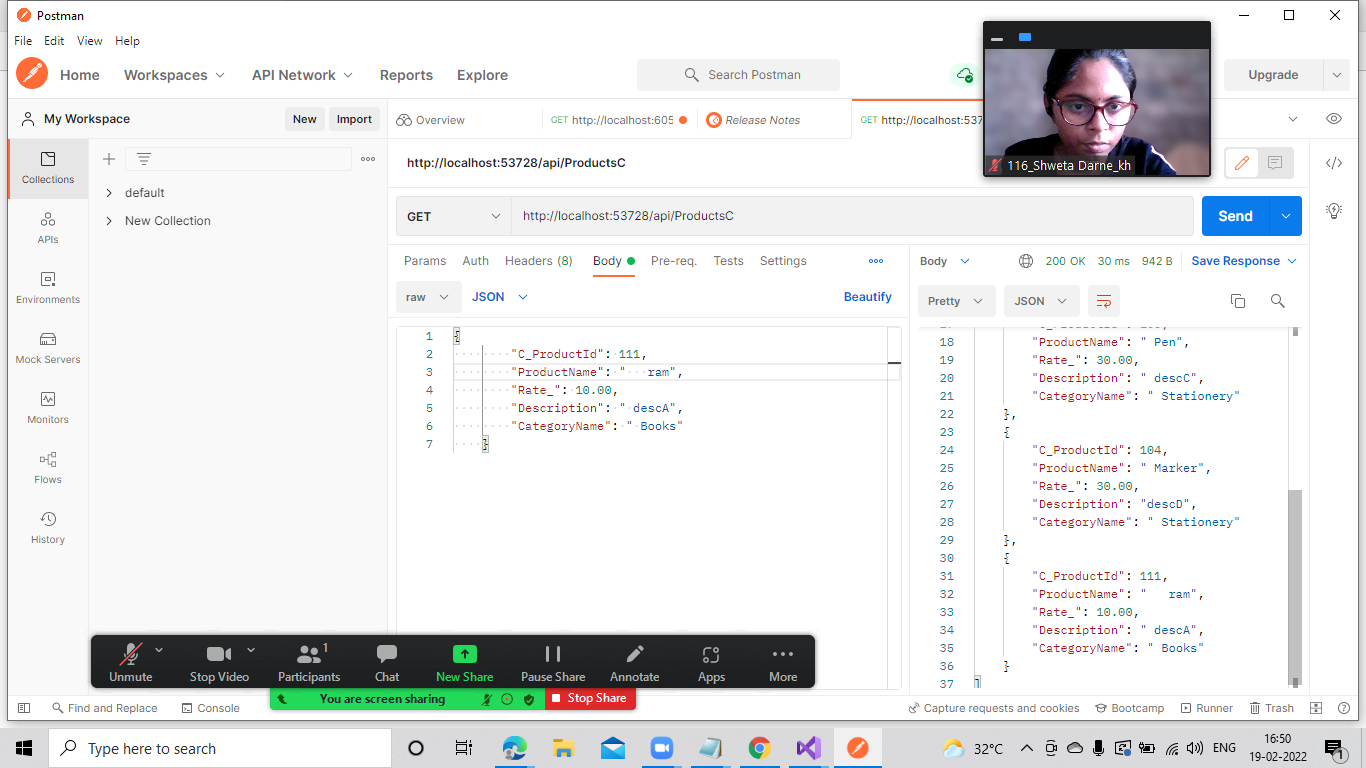 Postman
File Edit View Help
Home Workspaces API Network Reports Explore Search Postman Upgrade
My Workspace New Import Overview GET http://localhost:605 Release Notes GET http://localhost:537
116_Shweta Darne_kh
Collections
APIs
Environments
Mock Servers
Monitors
Flows
History
default
New Collection
http://localhost:53728/api/ProductsC
GET http://localhost:53728/api/ProductsC Send
Params Auth Headers (8) Body Pre-req. Tests Settings
raw JSON Beautify
1 {
2 "C_ProductId": 111,
3 "ProductName": "   ram",
4 "Rate_": 10.00,
5 "Description": " descA",
6 "CategoryName": " Books"
7 }
Body 200 OK 30 ms 942 B Save Response
Pretty JSON
18 "ProductName": " Pen",
19 "Rate_": 30.00,
20 "Description": " descC",
21 "CategoryName": " Stationery"
22 },
23 {
24 "C_ProductId": 104,
25 "ProductName": " Marker",
26 "Rate_": 30.00,
27 "Description": "descD",
28 "CategoryName": " Stationery"
29 },
30 {
31 "C_ProductId": 111,
32 "ProductName": "   ram",
33 "Rate_": 10.00,
34 "Description": " descA",
35 "CategoryName": " Books"
36 }
37 ]
1
Unmute Stop Video Participants Chat New Share Pause Share Annotate Apps More
You are screen sharing Stop Share
Find and Replace Console Capture requests and cookies Bootcamp Runner Trash
Type here to search 32°C ENG 16:50
19-02-2022 1